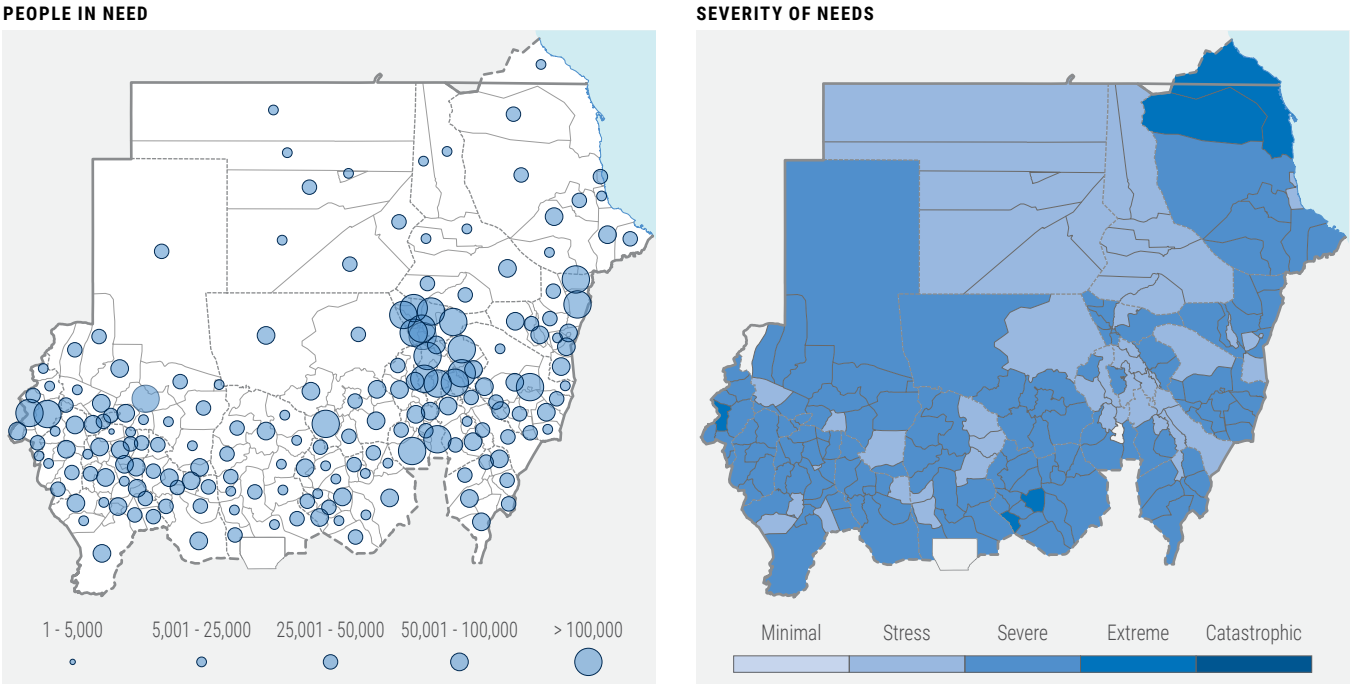 PEOPLE IN NEED
1 - 5,000 5,001 - 25,000 25,001 - 50,000 50,001 - 100,000 > 100,000
SEVERITY OF NEEDS
Minimal Stress Severe Extreme Catastrophic